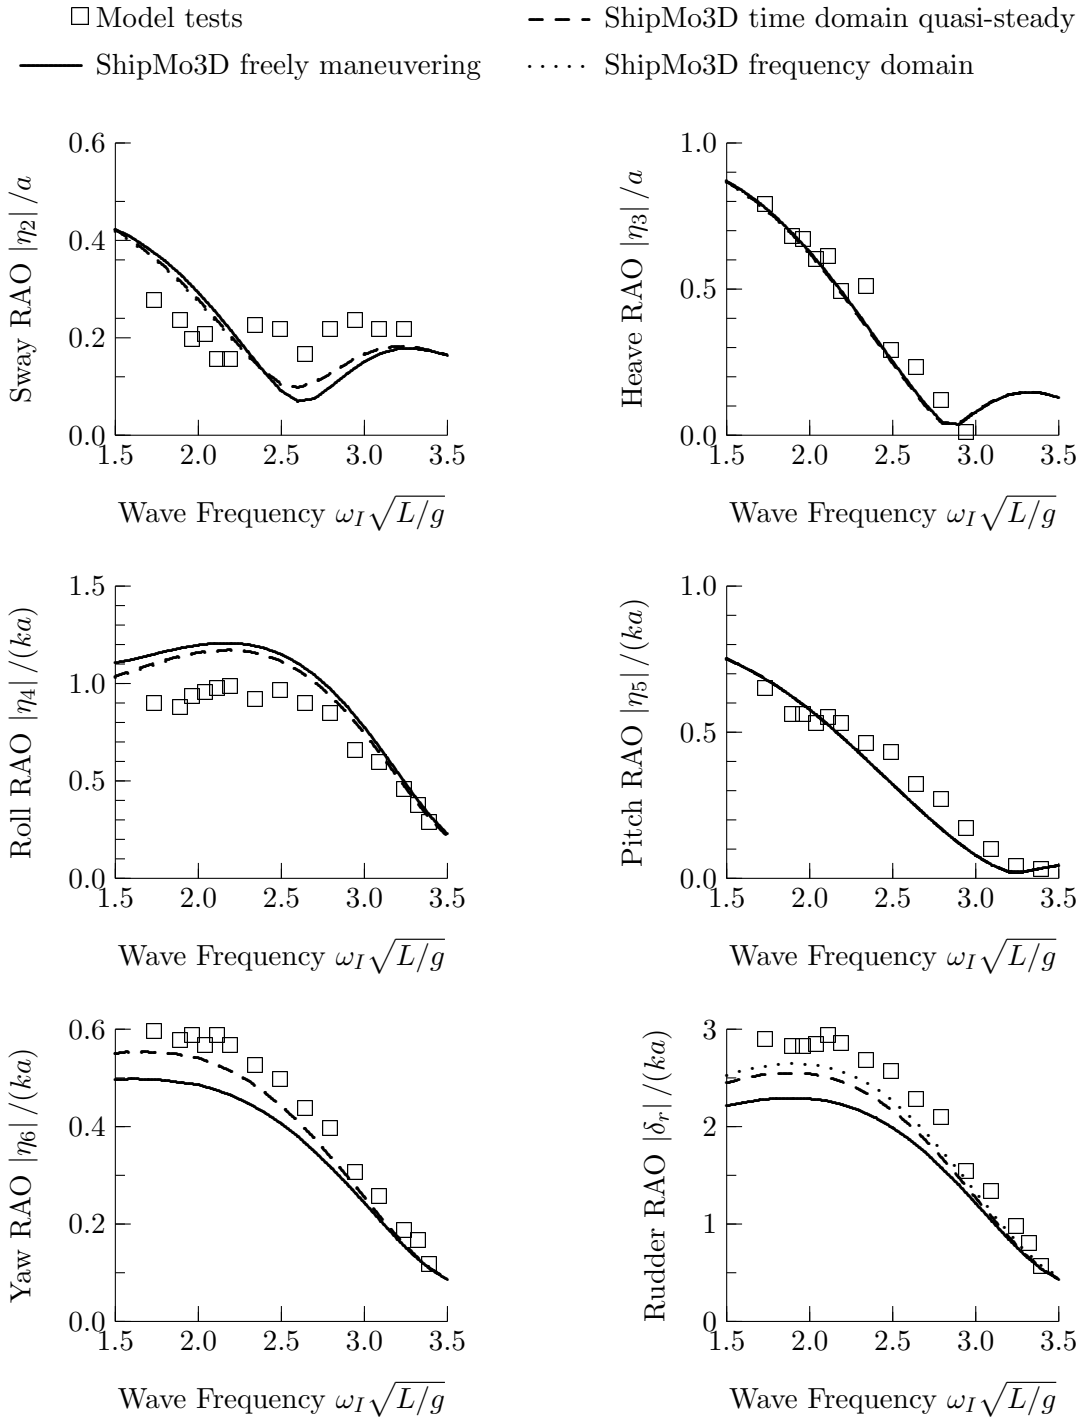 Model tests
ShipMo3D time domain quasi-steady
ShipMo3D freely maneuvering
ShipMo3D frequency domain
Sway RAO |η2| /a
0.6
0.4
0.2
0.0
1.5 2.0 2.5 3.0 3.5
Wave Frequency ωI√L/g
Heave RAO |η3| /a
1.0
0.5
0.0
1.5 2.0 2.5 3.0 3.5
Wave Frequency ωI√L/g
Roll RAO |η4| /(ka)
1.5
1.0
0.5
0.0
1.5 2.0 2.5 3.0 3.5
Wave Frequency ωI√L/g
Pitch RAO |η5| /(ka)
1.0
0.5
0.0
1.5 2.0 2.5 3.0 3.5
Wave Frequency ωI√L/g
Yaw RAO |η6| /(ka)
0.6
0.4
0.2
0.0
1.5 2.0 2.5 3.0 3.5
Wave Frequency ωI√L/g
Rudder RAO |δr| /(ka)
3
2
1
0
1.5 2.0 2.5 3.0 3.5
Wave Frequency ωI√L/g